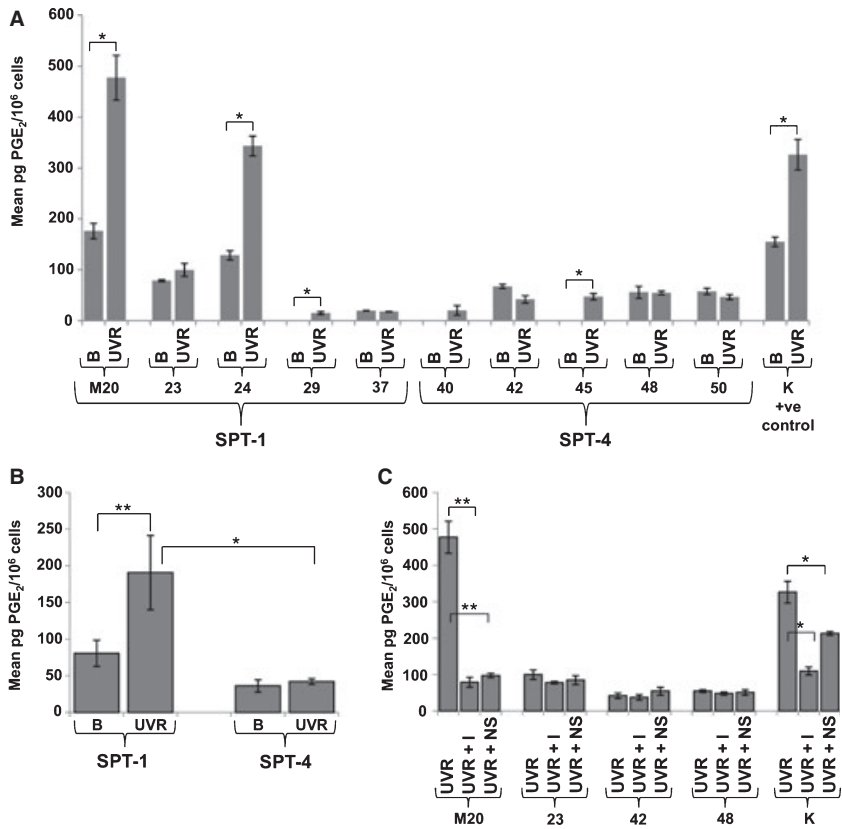 A
Mean pg PGE2/10^6 cells
600
500
400
300
200
100
0
* * * * *
B UVR B UVR B UVR B UVR B UVR B UVR B UVR B UVR B UVR B UVR B UVR
M20 23 24 29 37 40 42 45 48 50 K
+ve
control
SPT-1 SPT-4
B
Mean pg PGE2/10^6 cells
300
250
200
150
100
50
0
**
*
B UVR B UVR
SPT-1 SPT-4
C
Mean pg PGE2/10^6 cells
600
500
400
300
200
100
0
**
**
*
*
UVR UVR + I UVR + NS UVR UVR + I UVR + NS UVR UVR + I UVR + NS UVR UVR + I UVR + NS UVR UVR + I UVR + NS
M20 23 42 48 K